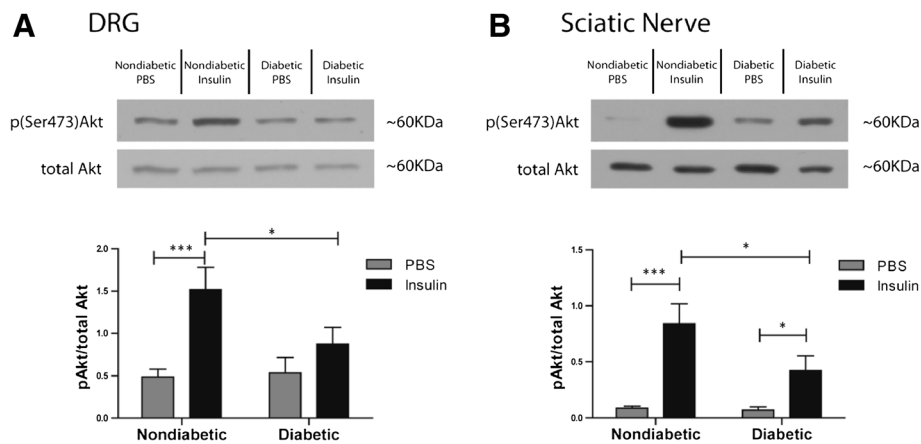 A DRG
Nondiabetic PBS
Nondiabetic Insulin
Diabetic PBS
Diabetic Insulin
p(Ser473)Akt
~60KDa
total Akt
~60KDa
pAkt/total Akt
2.0
1.5
1.0
0.5
0.0
***
*
PBS
Insulin
Nondiabetic
Diabetic
B Sciatic Nerve
Nondiabetic PBS
Nondiabetic Insulin
Diabetic PBS
Diabetic Insulin
p(Ser473)Akt
~60KDa
total Akt
~60KDa
pAkt/total Akt
1.5
1.0
0.5
0.0
***
*
*
PBS
Insulin
Nondiabetic
Diabetic